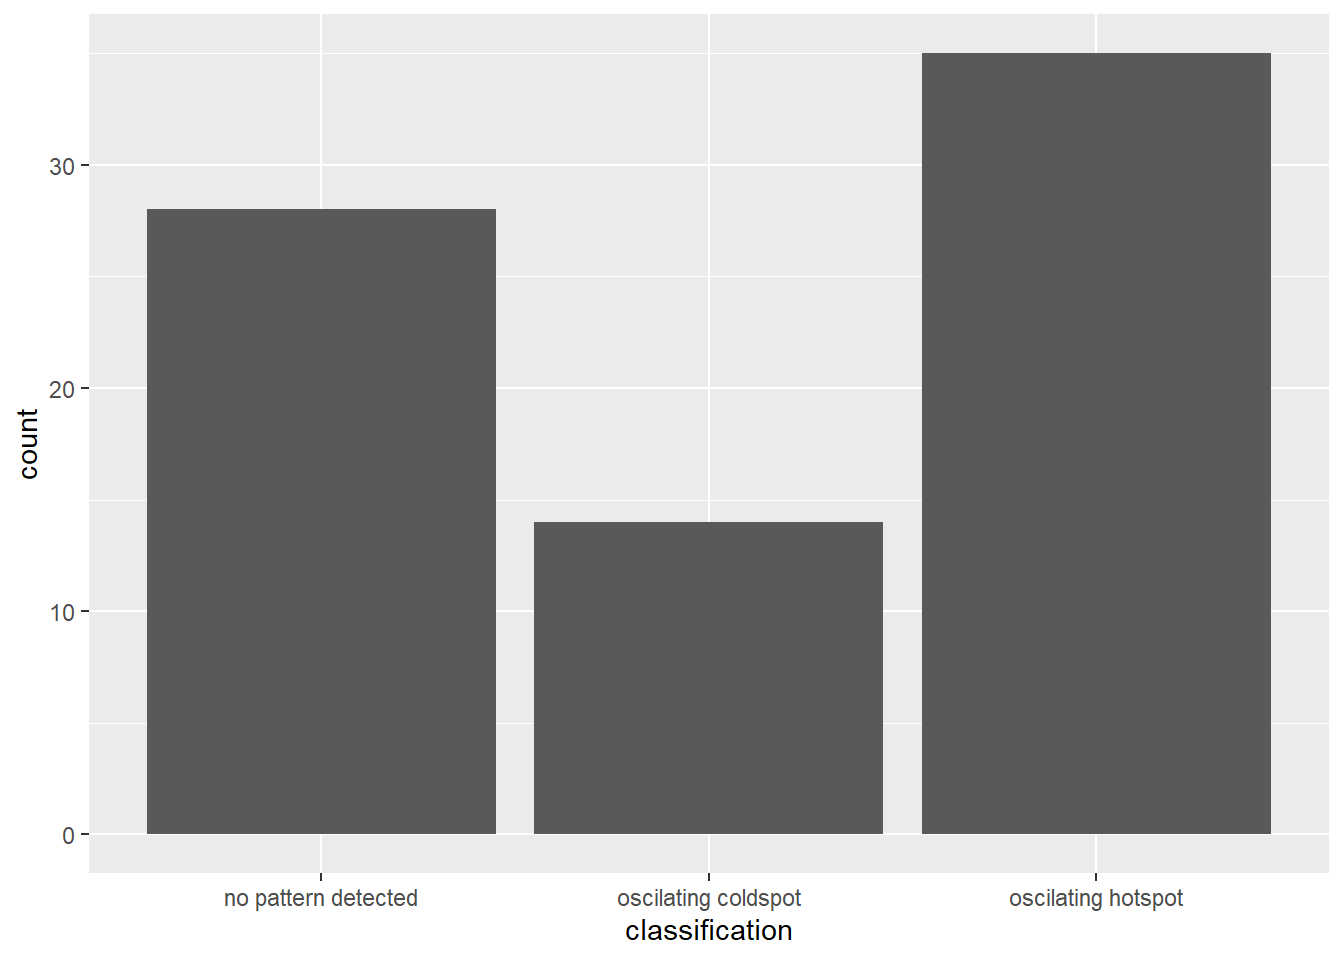 count
30
20
10
0
no pattern detected
oscilating coldspot
oscilating hotspot
classification